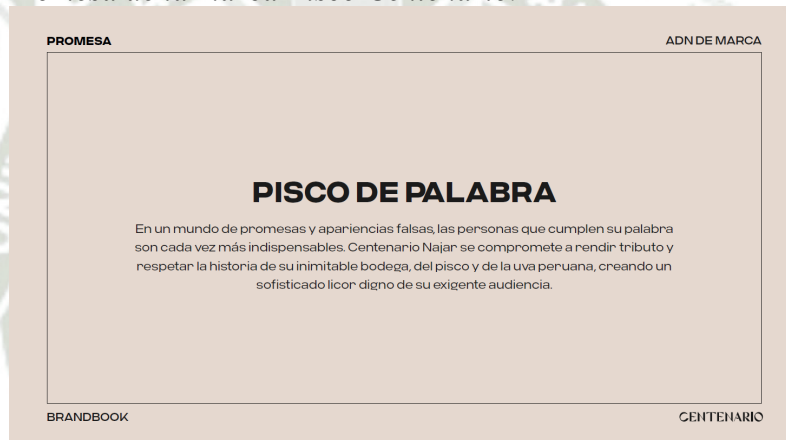 PROMESA
ADN DE MARCA
PISCO DE PALABRA
En un mundo de promesas y apariencias falsas, las personas que cumplen su palabra
son cada vez más indispensables. Centenario Najar se compromete a rendir tributo y
respetar la historia de su inimitable bodega, del pisco y de la uva peruana, creando un
sofisticado licor digno de su exigente audiencia.
BRANDBOOK
CENTENARIO